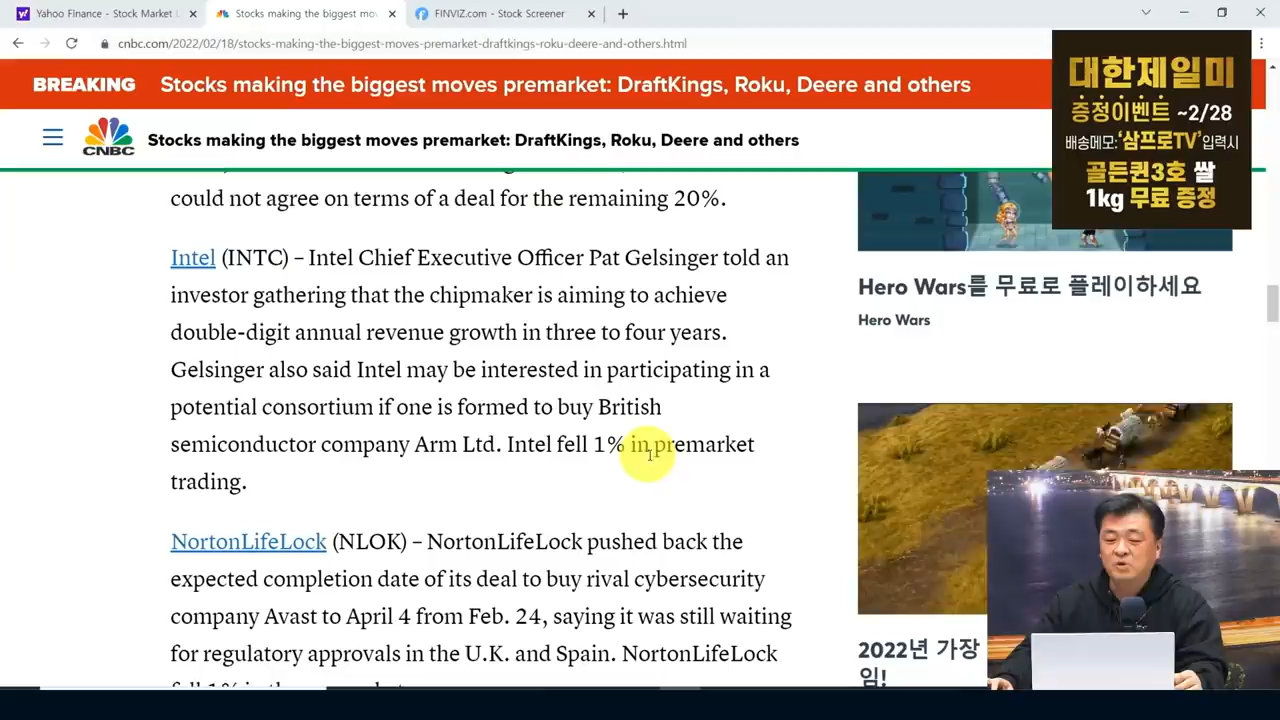 Yahoo Finance - Stock Market L
Stocks making the biggest mov
FINVIZ.com - Stock Screener
cnbc.com/2022/02/18/stocks-making-the-biggest-moves-premarket-draftkings-roku-deere-and-others.html
BREAKING Stocks making the biggest moves premarket: DraftKings, Roku, Deere and others
CNBC
Stocks making the biggest moves premarket: DraftKings, Roku, Deere and others
대한제일미
증정이벤트 ~2/28
배송메모:'삼프로TV'입력시
골든퀸3호 쌀
1kg 무료 증정
could not agree on terms of a deal for the remaining 20%.
Intel (INTC) – Intel Chief Executive Officer Pat Gelsinger told an
investor gathering that the chipmaker is aiming to achieve
double-digit annual revenue growth in three to four years.
Gelsinger also said Intel may be interested in participating in a
potential consortium if one is formed to buy British
semiconductor company Arm Ltd. Intel fell 1% in premarket
trading.
NortonLifeLock (NLOK) – NortonLifeLock pushed back the
expected completion date of its deal to buy rival cybersecurity
company Avast to April 4 from Feb. 24, saying it was still waiting
for regulatory approvals in the U.K. and Spain. NortonLifeLock
Hero Wars를 무료로 플레이하세요
Hero Wars
2022년 가장
임!